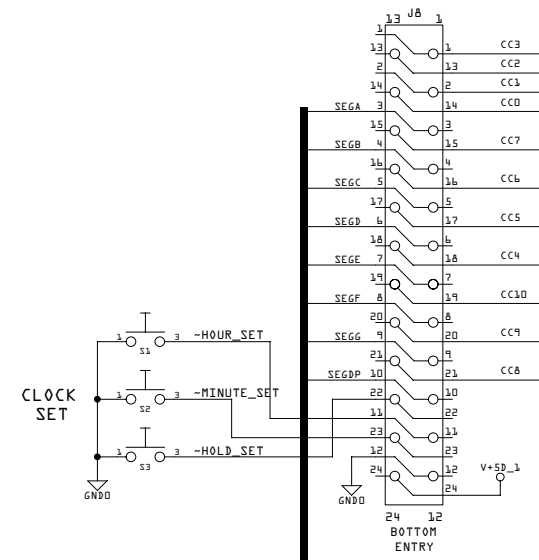 J8
13 1
1
13 1 CC3
2 13 CC2
14 2 CC1
SEGA 3 14 CC0
15 3
SEGB 4 15 CC7
16 4
SEGC 5 16 CC6
17 5
SEGD 6 17 CC5
18 6
SEGE 7 18 CC4
19 7
SEGF 8 19 CC10
20 8
SEGG 9 20 CC9
21 9
SEGDP 10 21 CC8
22 10
11 22
23 11
12 23
24 12
24
V+5D_1
GND0
24 12
BOTTOM
ENTRY
1 3 ~HOUR_SET
S1
1 3 ~MINUTE_SET
S2
1 3 ~HOLD_SET
S3
CLOCK
SET
GND0